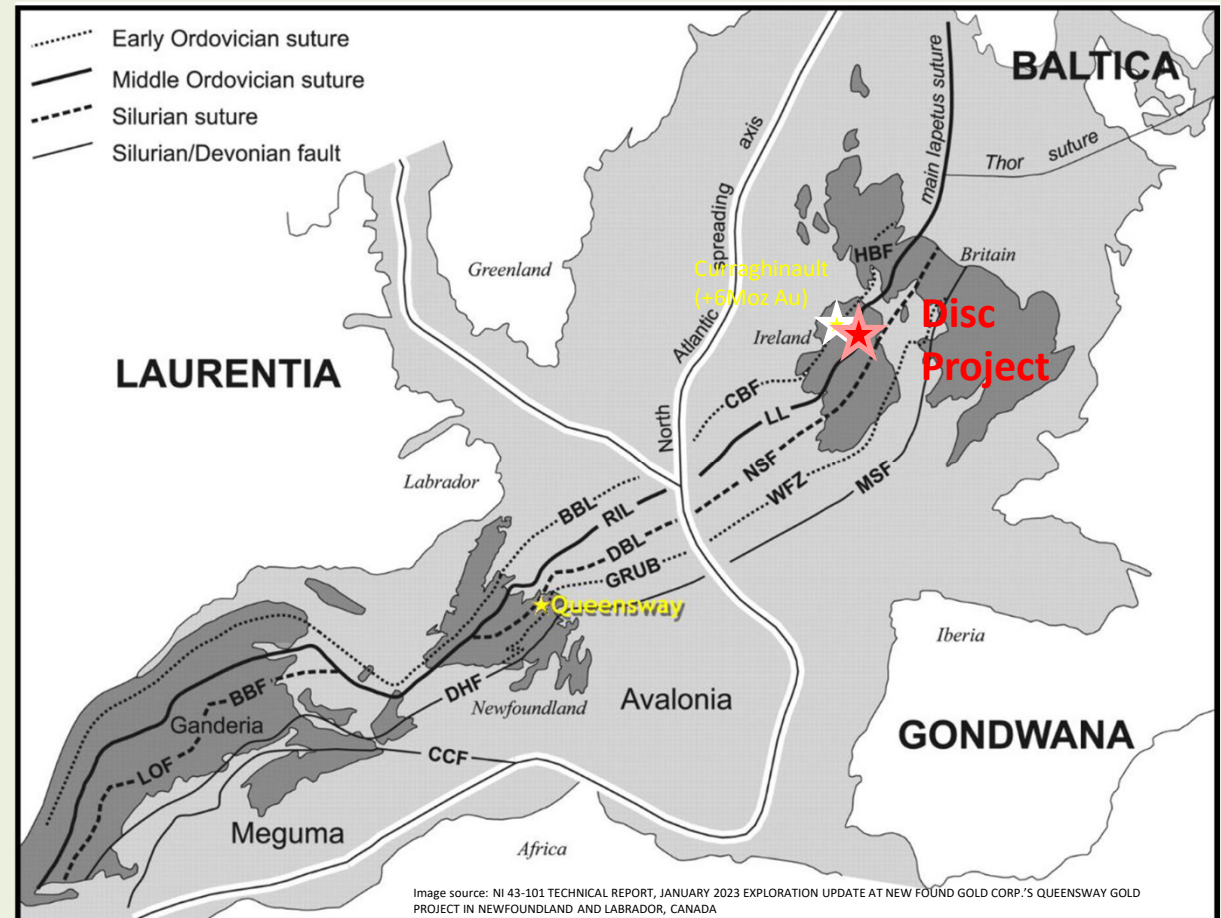 Early Ordovician suture
Middle Ordovician suture
Silurian suture
Silurian/Devonian fault
BALTICA
main Iapetus suture
Thor suture
North Atlantic spreading axis
Greenland
HBF
Britain
Curraghinault
(+6Moz Au)
Disc
Project
Ireland
LAURENTIA
CBF
LL
NSF
WFZ
MSF
Labrador
BBL
RIL
DBL
GRUB
Queensway
Iberia
DHF
Newfoundland
Avalonia
GONDWANA
BBF
Ganderia
LOF
CCF
Meguma
Africa
Image source: NI 43-101 TECHNICAL REPORT, JANUARY 2023 EXPLORATION UPDATE AT NEW FOUND GOLD CORP.'S QUEENSWAY GOLD
PROJECT IN NEWFOUNDLAND AND LABRADOR, CANADA